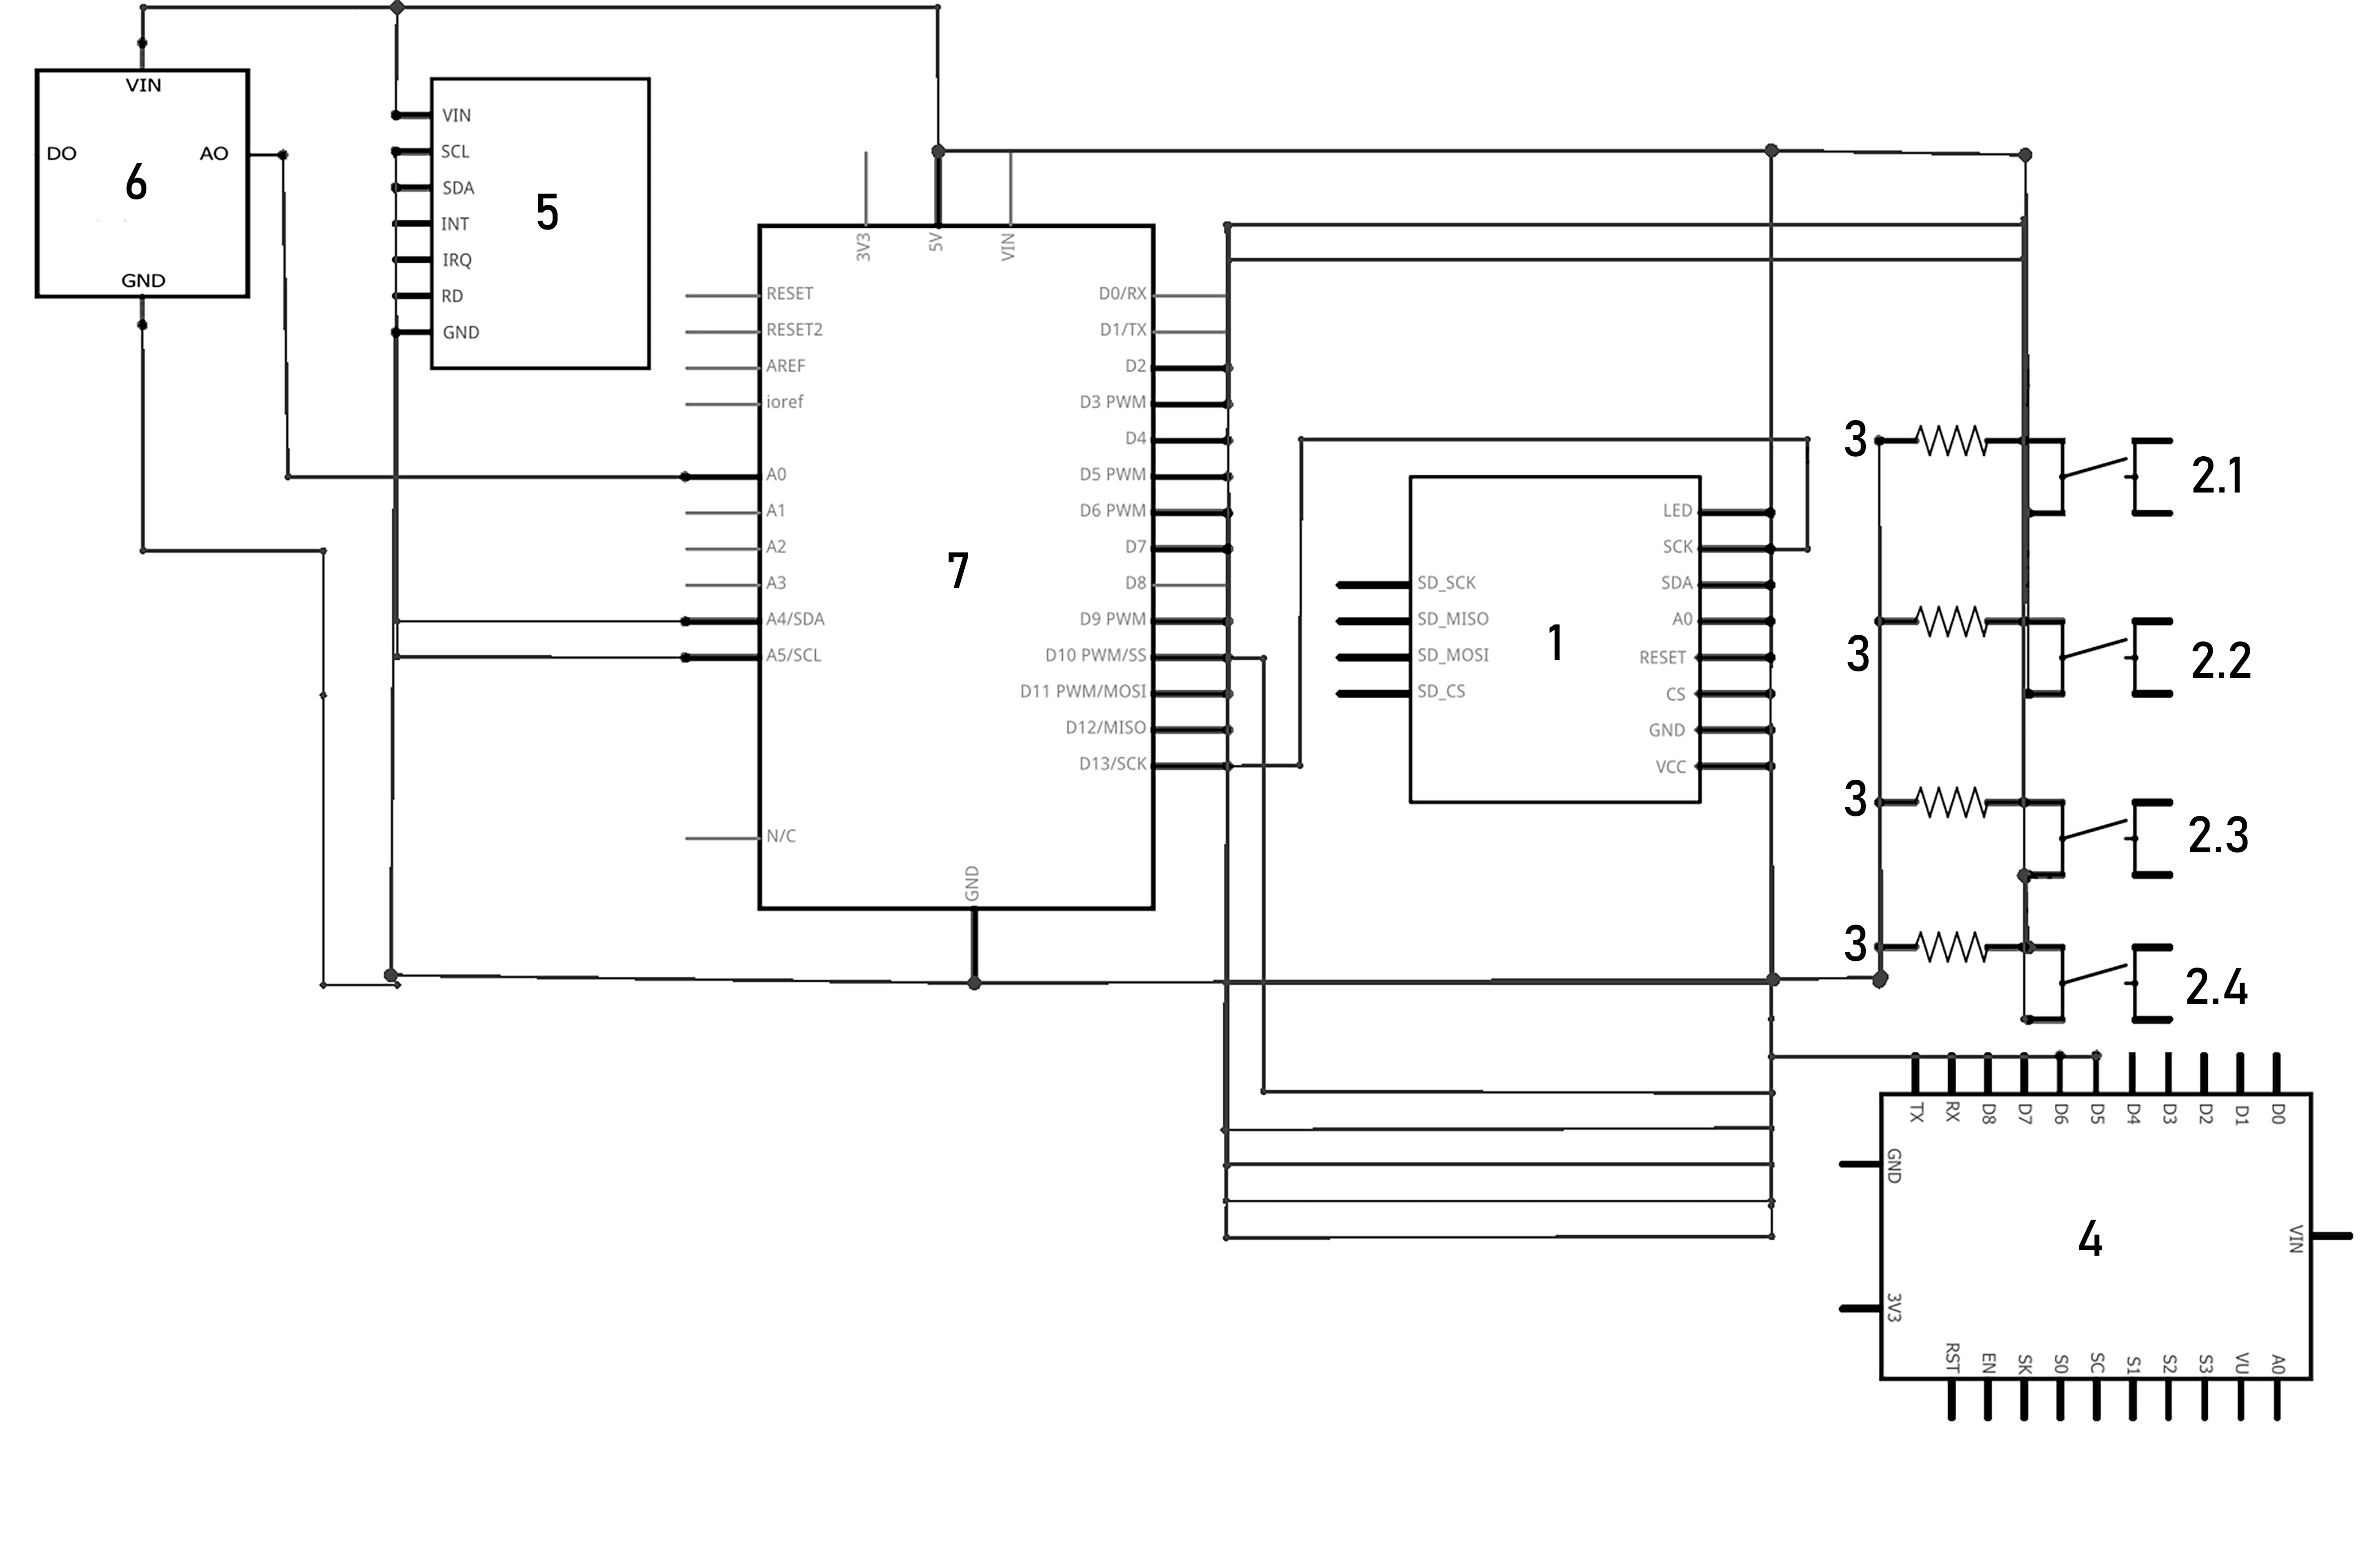 VIN
DO
AO
6
GND
VIN
SCL
SDA
INT
IRQ
RD
GND
5
3V3
5V
VIN
RESET
RESET2
AREF
ioref
A0
A1
A2
A3
A4/SDA
A5/SCL
N/C
7
D0/RX
D1/TX
D2
D3 PWM
D4
D5 PWM
D6 PWM
D7
D8
D9 PWM
D10 PWM/SS
D11 PWM/MOSI
D12/MISO
D13/SCK
GND
SD_SCK
SD_MISO
SD_MOSI
SD_CS
1
LED
SCK
SDA
A0
RESET
CS
GND
VCC
3
2.1
3
2.2
3
2.3
3
2.4
TX
RX
D8
D7
D6
D5
D4
D3
D2
D1
D0
GND
3V3
4
VIN
RST
EN
SK
S0
SC
S1
S2
S3
VU
A0